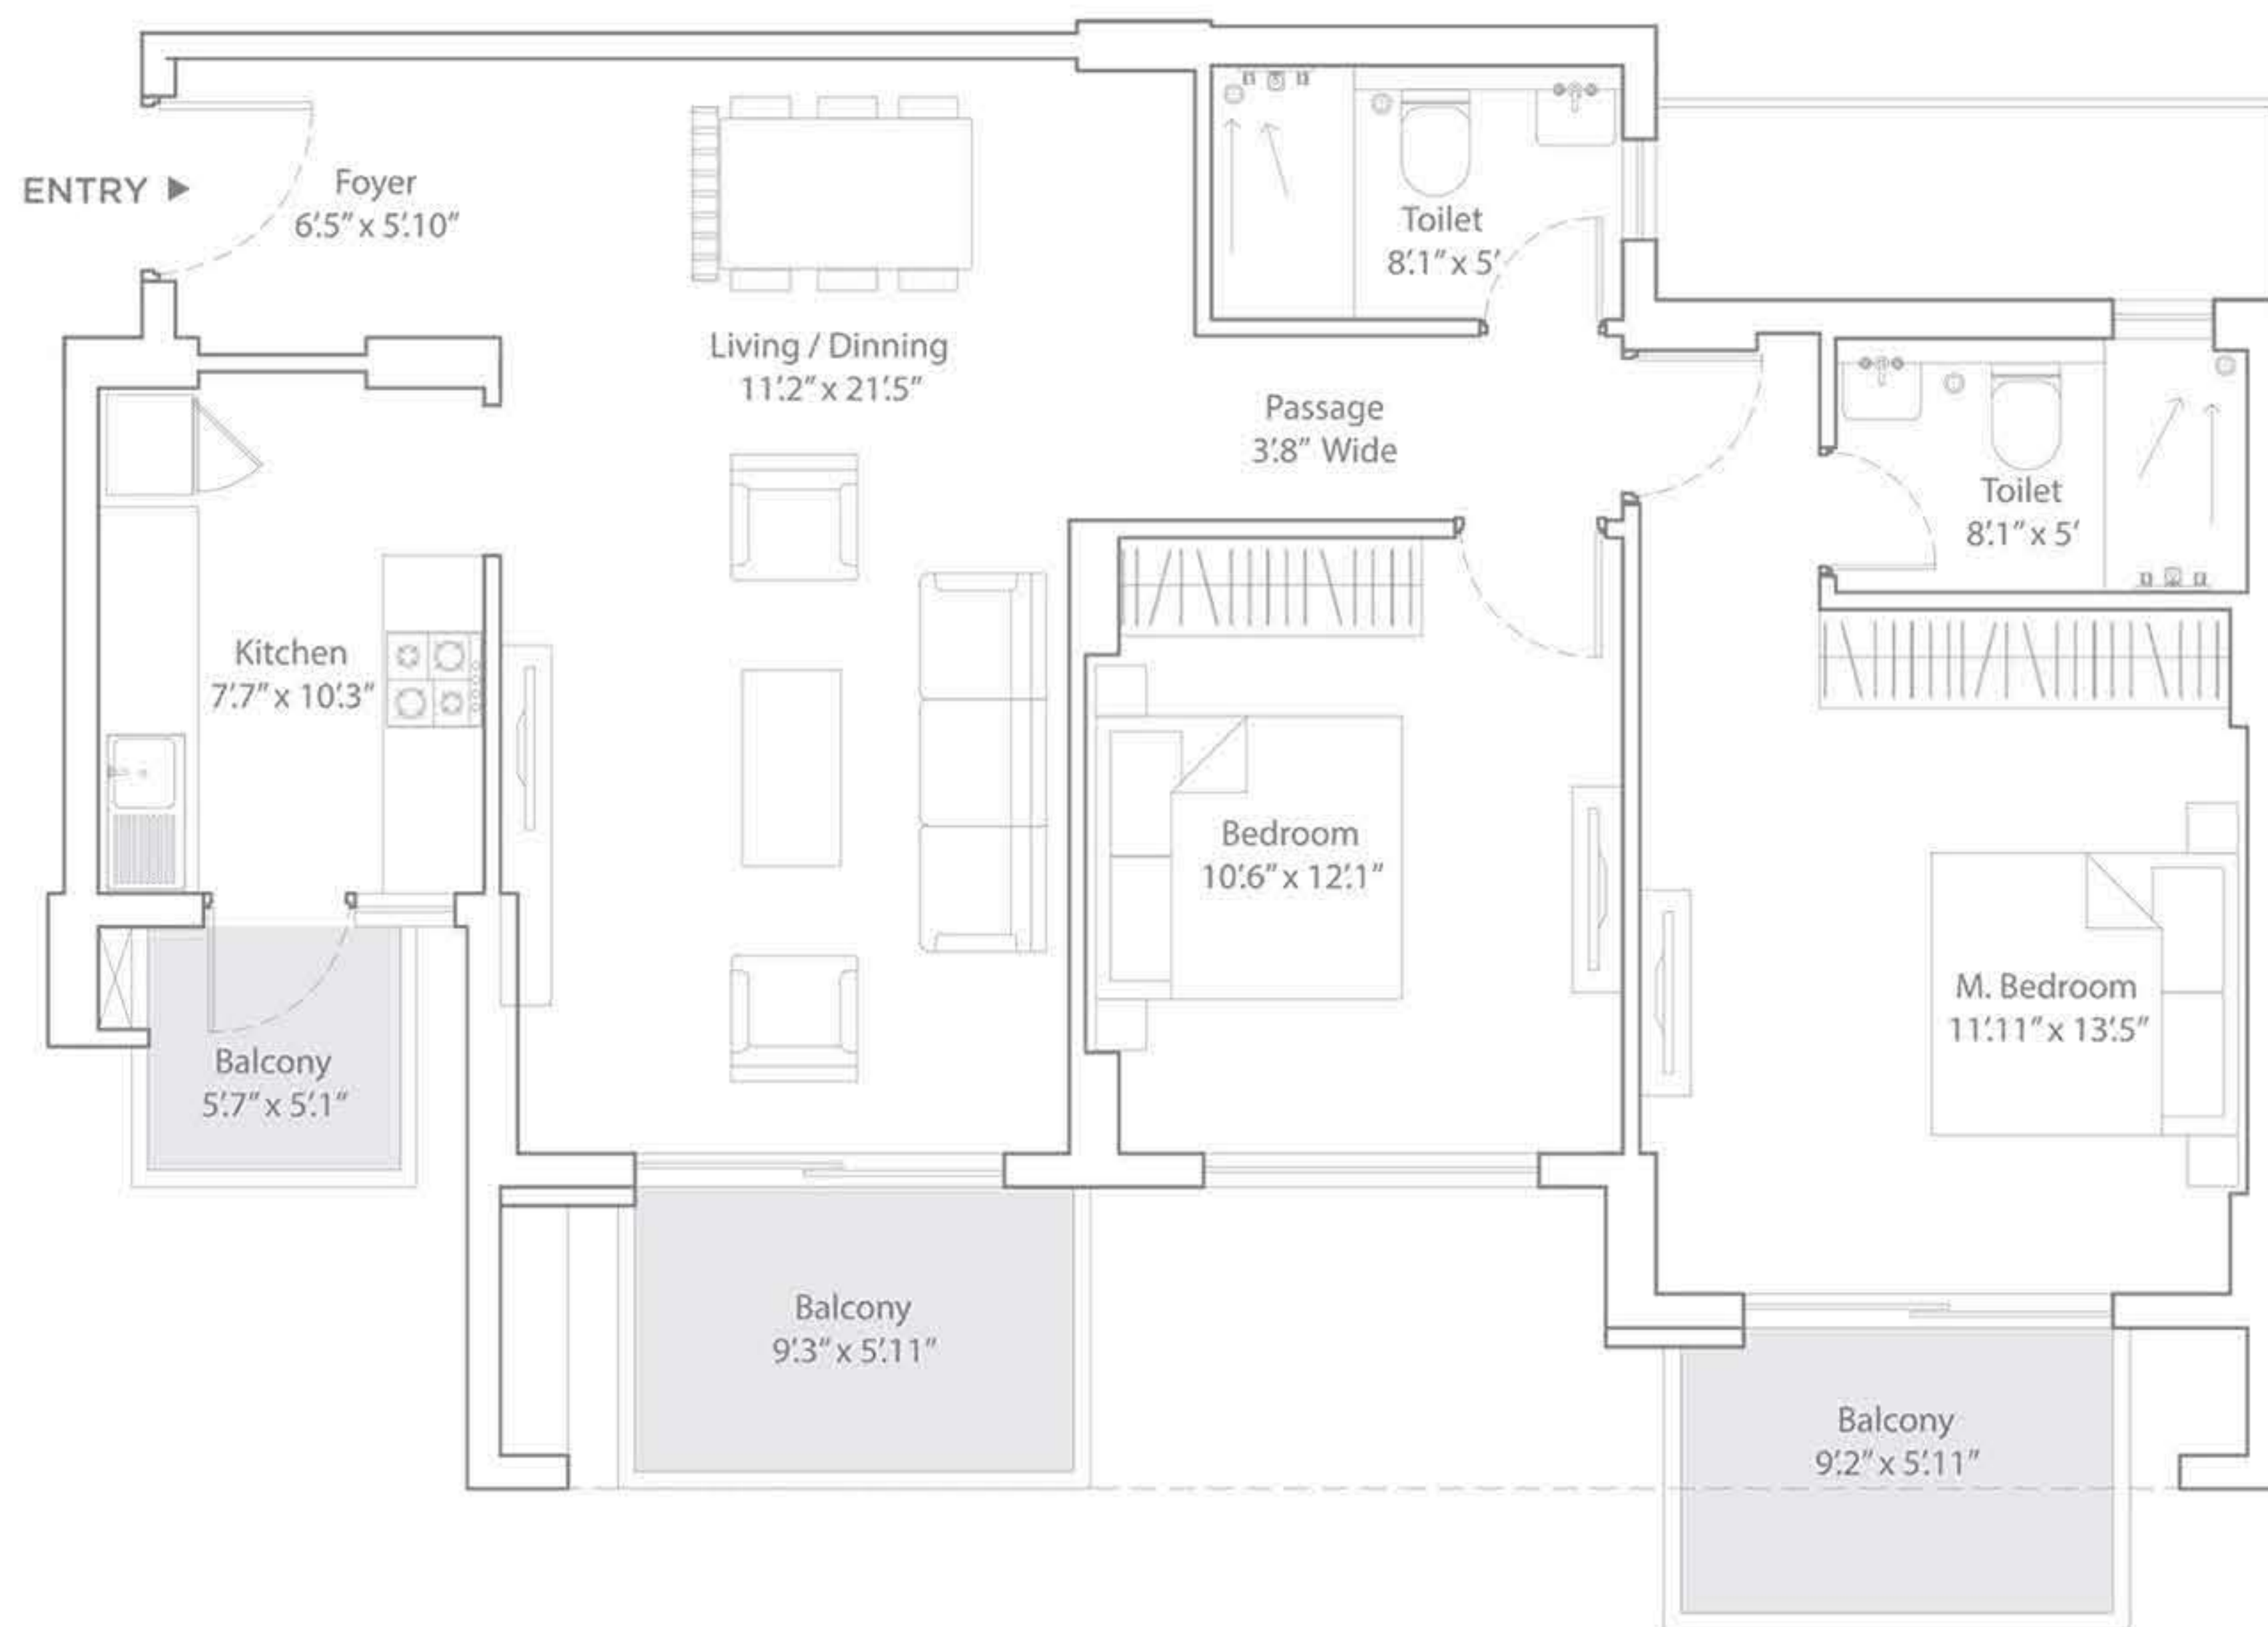 ENTRY
Foyer
6'.5" x 5'.10"
Living / Dinning
11'.2" x 21'.5"
Toilet
8'.1" x 5'
Passage
3'.8" Wide
Toilet
8'.1" x 5'
Kitchen
7'.7" x 10'.3"
Bedroom
10'.6" x 12'.1"
M. Bedroom
11'.11" x 13'.5"
Balcony
5'.7" x 5'.1"
Balcony
9'.3" x 5'.11"
Balcony
9'.2" x 5'.11"